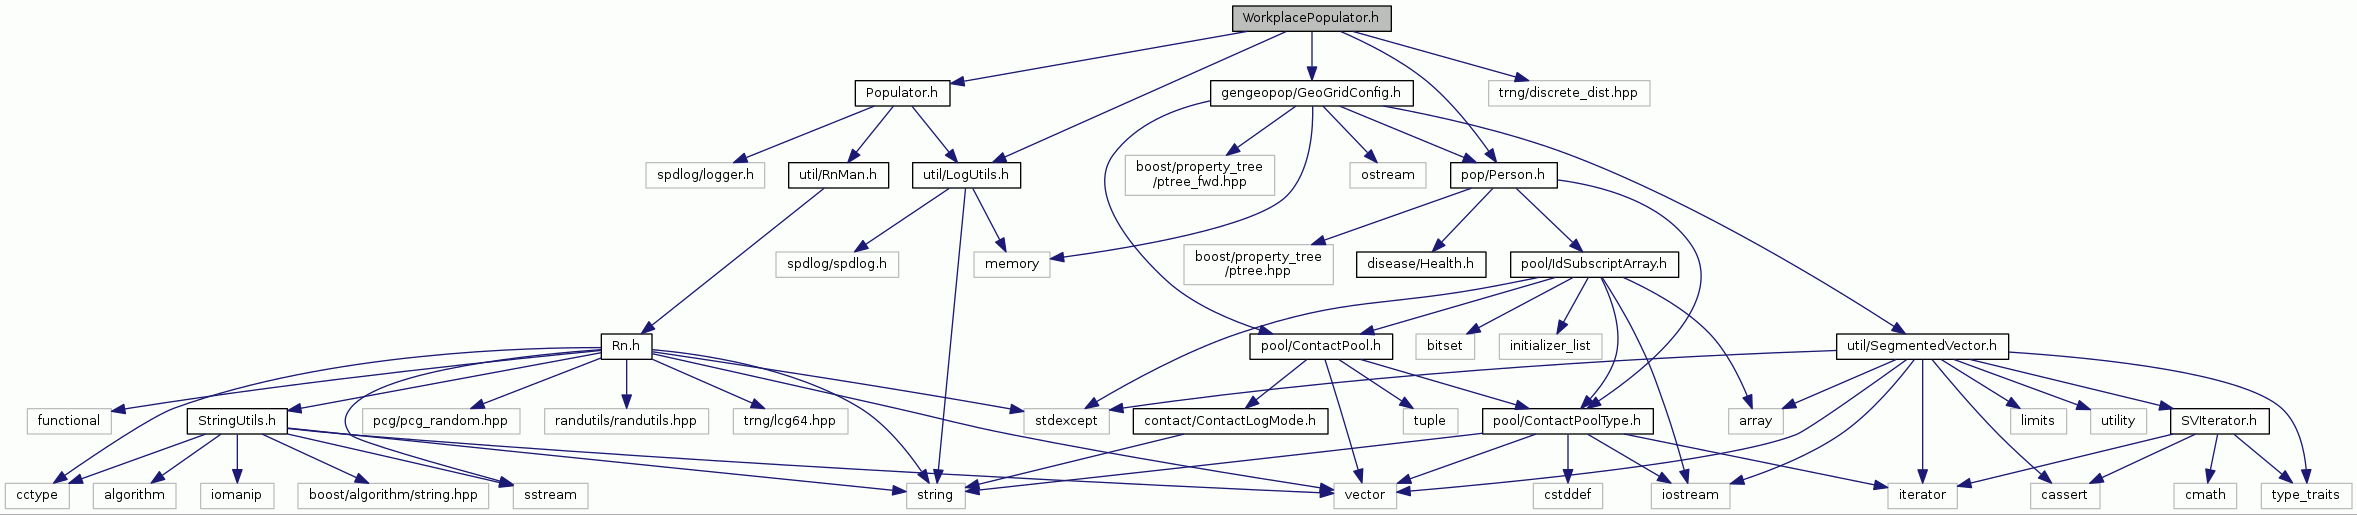 WorkplacePopulator.h
Populator.h
gengeopop/GeoGridConfig.h
trng/discrete_dist.hpp
spdlog/logger.h
util/RnMan.h
util/LogUtils.h
boost/property_tree
/ptree_fwd.hpp
ostream
pop/Person.h
spdlog/spdlog.h
memory
boost/property_tree
/ptree.hpp
disease/Health.h
pool/IdSubscriptArray.h
Rn.h
pool/ContactPool.h
bitset
initializer_list
util/SegmentedVector.h
functional
StringUtils.h
pcg/pcg_random.hpp
randutils/randutils.hpp
trng/lcg64.hpp
stdexcept
contact/ContactLogMode.h
tuple
pool/ContactPoolType.h
array
limits
utility
SVIterator.h
cctype
algorithm
iomanip
boost/algorithm/string.hpp
sstream
string
vector
cstddef
iostream
iterator
cassert
cmath
type_traits